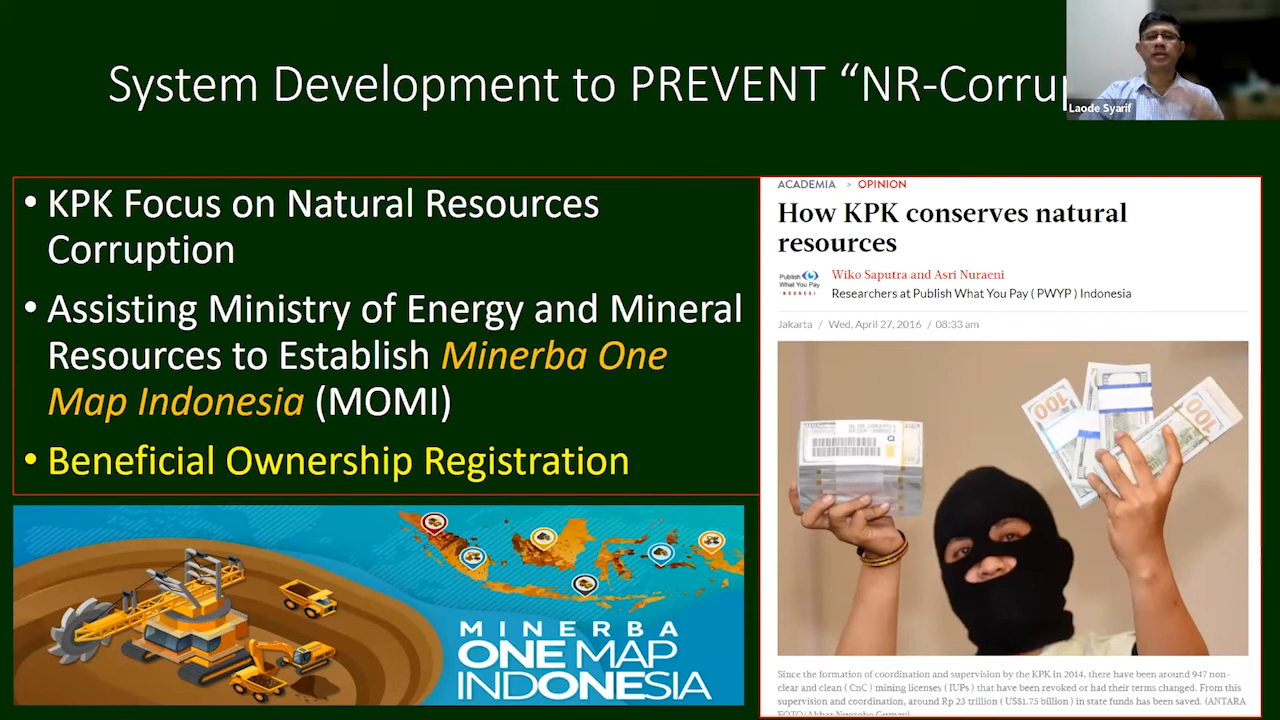 System Development to PREVENT “NR-Corrup
Laode Syarif
• KPK Focus on Natural Resources
Corruption
• Assisting Ministry of Energy and Mineral
Resources to Establish Minerba One
Map Indonesia (MOMI)
• Beneficial Ownership Registration
MINERBA
ONE MAP
INDONESIA
ACADEMIA > OPINION
How KPK conserves natural
resources
Publish
What You Pay
Wiko Saputra and Asri Nuraeni
Researchers at Publish What You Pay ( PWYP ) Indonesia
Jakarta / Wed, April 27, 2016 / 08:33 am
100
100
Since the formation of coordination and supervision by the KPK in 2014, there have been around 947 non-
clear and clean ( CnC ) mining licenses ( IUPs ) that have been revoked or had their terms changed. From this
supervision and coordination, around Rp 23 trillion ( US$1.75 billion ) in state funds has been saved. (ANTARA